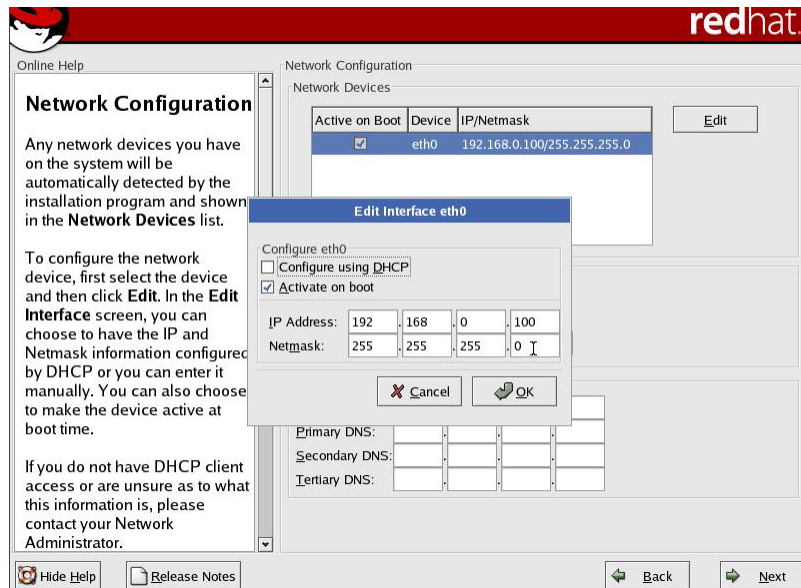 redhat.
Online Help
Network Configuration
Any network devices you have
on the system will be
automatically detected by the
installation program and shown
in the Network Devices list.
To configure the network
device, first select the device
and then click Edit. In the Edit
Interface screen, you can
choose to have the IP and
Netmask information configured
by DHCP or you can enter it
manually. You can also choose
to make the device active at
boot time.
If you do not have DHCP client
access or are unsure as to what
this information is, please
contact your Network
Administrator.
Network Configuration
Network Devices
Active on Boot Device IP/Netmask
eth0 192.168.0.100/255.255.255.0
Edit
Edit Interface eth0
Configure eth0
Configure using DHCP
Activate on boot
IP Address: 192 . 168 . 0 . 100
Netmask: 255 . 255 . 255 . 0
Cancel OK
Primary DNS: . . .
Secondary DNS: . . .
Tertiary DNS: . . .
Hide Help Release Notes Back Next